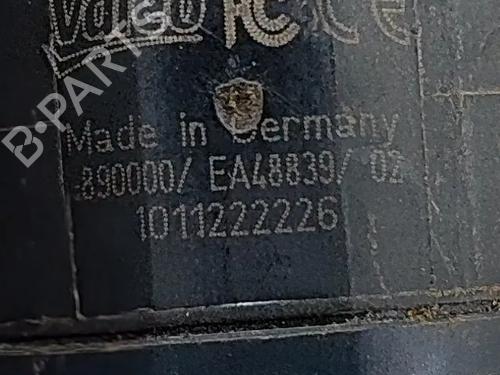 Valeo
Made in Germany
890000/ EA48839/ 02
1011222226
B-PARTS